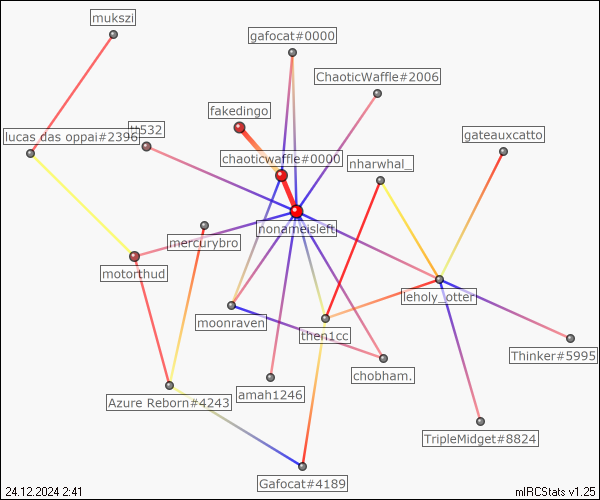 mukszi
gafocat#0000
ChaoticWaffle#2006
fakedingo
lucas das oppai#2396
532
gateauxcatto
chaoticwaffle#0000
nharwhal_
nonameisleft
mercurybro
motorthud
leholy_otter
moonraven
then1cc
Thinker#5995
chobham.
amah1246
Azure Reborn#4243
TripleMidget#8824
Gafocat#4189
24.12.2024 2:41
mIRCStats v1.25